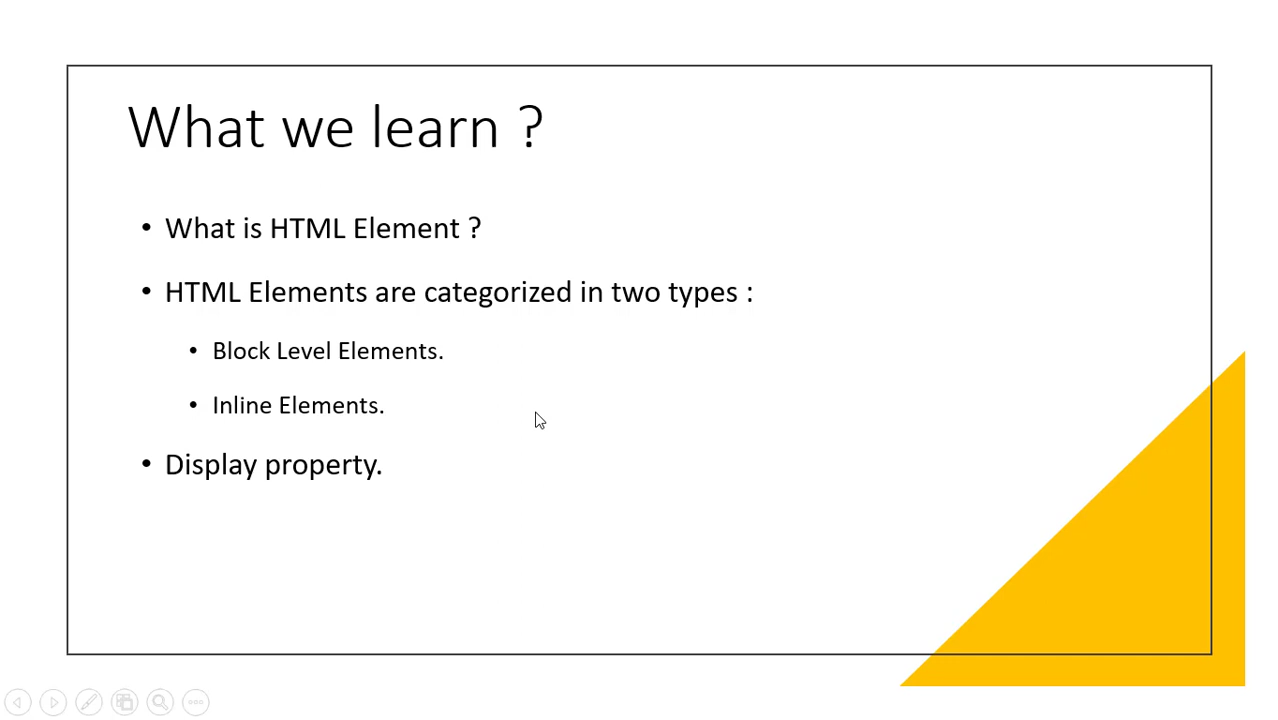 What we learn ?
• What is HTML Element ?
• HTML Elements are categorized in two types :
• Block Level Elements.
• Inline Elements.
• Display property.